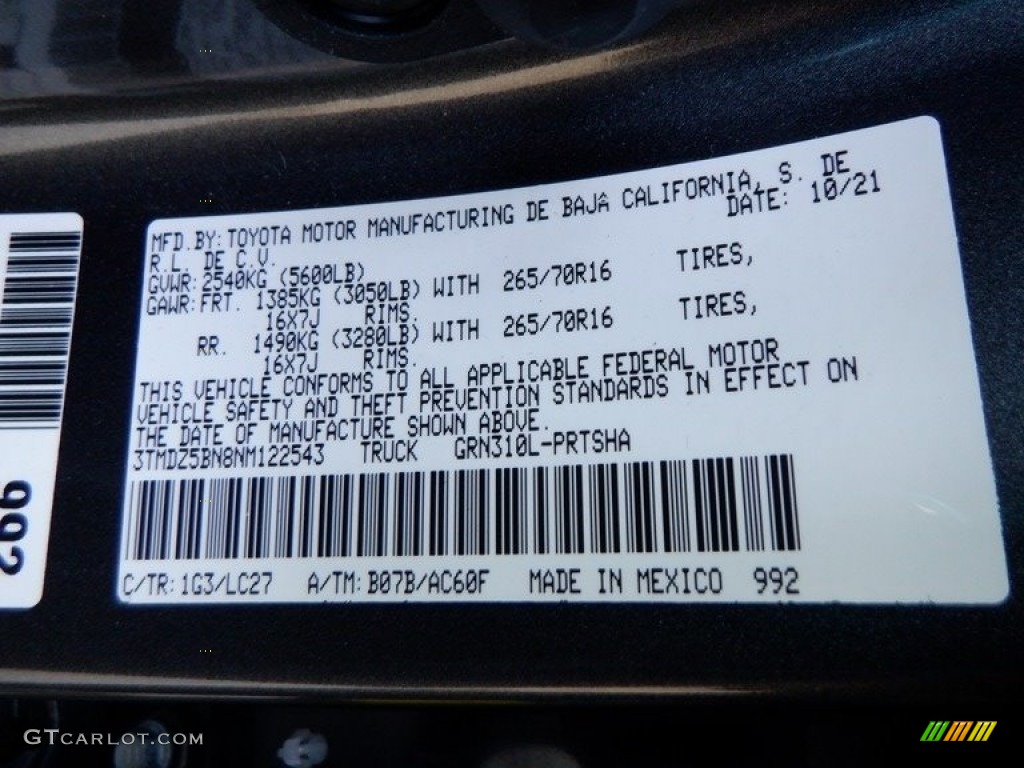 MFD. BY: TOYOTA MOTOR MANUFACTURING DE BAJA CALIFORNIA, S. DE
R.L. DE C.V. DATE: 10/21
GVWR: 2540KG (5600LB)
GAWR: FRT. 1385KG (3050LB) WITH 265/70R16 TIRES,
16X7J RIMS.
RR. 1490KG (3280LB) WITH 265/70R16 TIRES,
16X7J RIMS.
THIS VEHICLE CONFORMS TO ALL APPLICABLE FEDERAL MOTOR
VEHICLE SAFETY AND THEFT PREVENTION STANDARDS IN EFFECT ON
THE DATE OF MANUFACTURE SHOWN ABOVE.
3TMDZ5BN8NM122543 TRUCK GRN310L-PRTSHA
C/TR: 1G3/LC27 A/TM: B07B/AC60F MADE IN MEXICO 992
992
GTCARLOT.COM